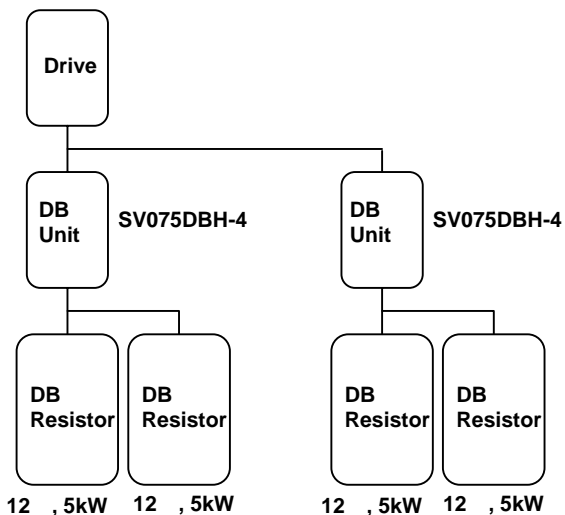 Drive
DB
Unit
SV075DBH-4
DB
Unit
SV075DBH-4
DB
Resistor
DB
Resistor
DB
Resistor
DB
Resistor
12 , 5kW
12 , 5kW
12 , 5kW
12 , 5kW